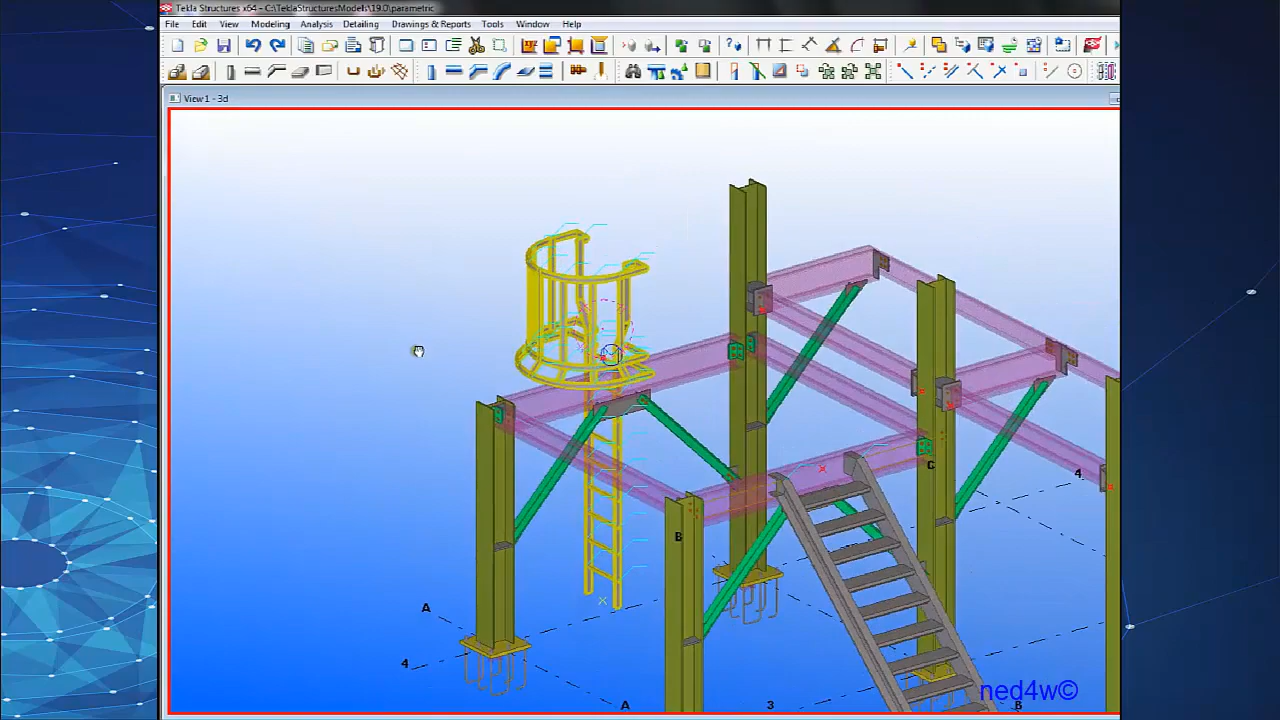 Tekla Structures x64 - C:\TeklaStructuresModels\19.0\parametric
File Edit View Modeling Analysis Detailing Drawings & Reports Tools Window Help
View 1 - 3d
C
4
B
A
4
A
3
B
ned4w©